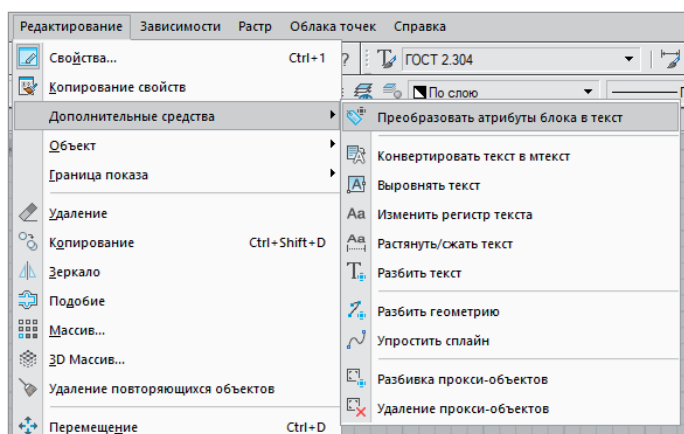 Редактирование Зависимости Растр Облака точек Справка
Свойства... Ctrl+1
? ГОСТ 2.304
Копирование свойств
По слою
Дополнительные средства
Преобразовать атрибуты блока в текст
Объект
Конвертировать текст в мтекст
Граница показа
Выровнять текст
Удаление
Aa Изменить регистр текста
Копирование Ctrl+Shift+D
Aa Растянуть/сжать текст
Зеркало
Разбить текст
Подобие
Разбить геометрию
Массив...
Упростить сплайн
3D Массив...
Разбивка прокси-объектов
Удаление повторяющихся объектов
Удаление прокси-объектов
Перемещение Ctrl+D